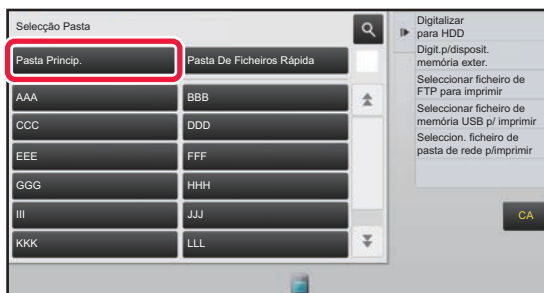 Selecção Pasta
Pasta Princip.
Pasta De Ficheiros Rápida
AAA
BBB
CCC
DDD
EEE
FFF
GGG
HHH
III
JJJ
KKK
LLL
Digitalizar
para HDD
Digit.p/disposit.
memória exter.
Seleccionar ficheiro de
FTP para imprimir
Seleccionar ficheiro de
memória USB p/ imprimir
Seleccion. ficheiro de
pasta de rede p/imprimir
CA